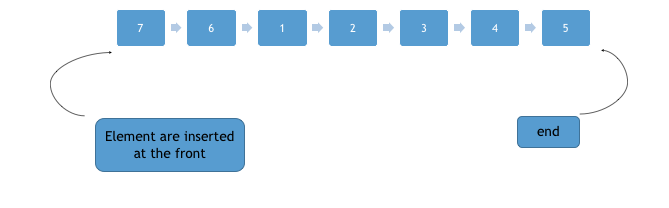 7 6 1 2 3 4 5
Element are inserted
at the front
end